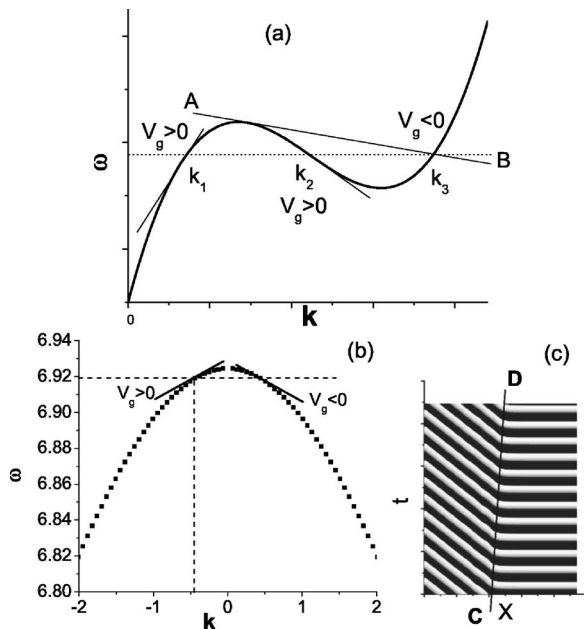 (a)
A
V_g>0
V_g<0
ω
k_1
k_2
k_3
B
V_g>0
0
k
(b)
6.94
6.92
6.90
6.88
6.86
6.84
6.82
6.80
V_g>0
V_g<0
ω
-2 -1 0 1 2
k
(c)
D
t
C X